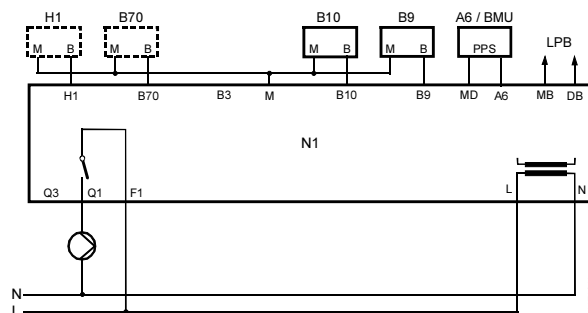 H1 B70 B10 B9 A6 / BMU
LPB
M B M B M B M B PPS
H1 B70 B3 M B10 B9 MD A6 MB DB
N1
Q3 Q1 F1 L N
N
L